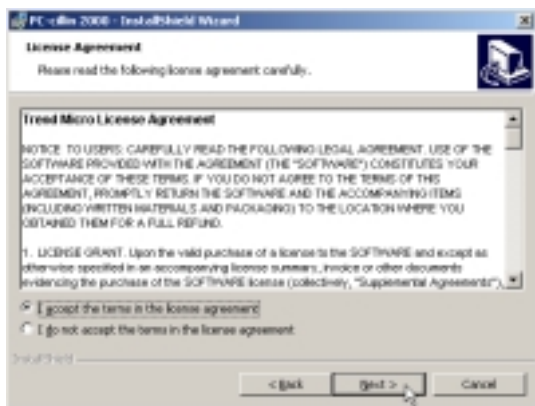 PC-cillin 2000 - InstallShield Wizard
License Agreement
Please read the following license agreement carefully.
Trend Micro License Agreement
NOTICE TO USERS: CAREFULLY READ THE FOLLOWING LEGAL AGREEMENT. USE OF THE
SOFTWARE PROVIDED WITH THE AGREEMENT (THE "SOFTWARE") CONSTITUTES YOUR
ACCEPTANCE OF THESE TERMS. IF YOU DO NOT AGREE TO THE TERMS OF THIS
AGREEMENT, PROMPTLY RETURN THE SOFTWARE AND THE ACCOMPANYING ITEMS
(INCLUDING WRITTEN MATERIALS AND PACKAGING) TO THE LOCATION WHERE YOU
OBTAINED THEM FOR A FULL REFUND.
1. LICENSE GRANT. Upon the valid purchase of a license to the SOFTWARE and except as
otherwise specified in an accompanying license summary, invoice or other documents
evidencing the purchase of the SOFTWARE license (collectively, "Supplemental Agreements"),
I accept the terms in the license agreement
I do not accept the terms in the license agreement
InstallShield
< Back
Next >
Cancel